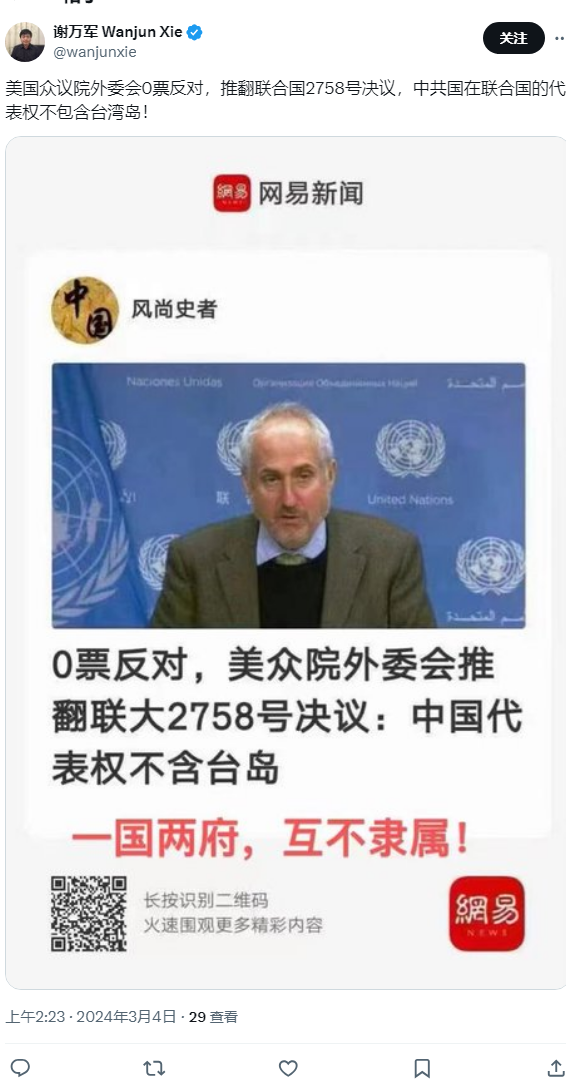 谢万军 Wanjun Xie
@wanjunxie
关注
美国众议院外委会0票反对，推翻联合国2758号决议，中共国在联合国的代
表权不包含台湾岛！
網易
NEWS
网易新闻
中国
风尚史者
Naciones Unidas
Организация Объединенных Наций
联
United Nations
0票反对，美众院外委会推
翻联大2758号决议：中国代
表权不含台岛
一国两府，互不隶属！
长按识别二维码
火速围观更多精彩内容
網易
NEWS
上午2:23 · 2024年3月4日 · 29 查看